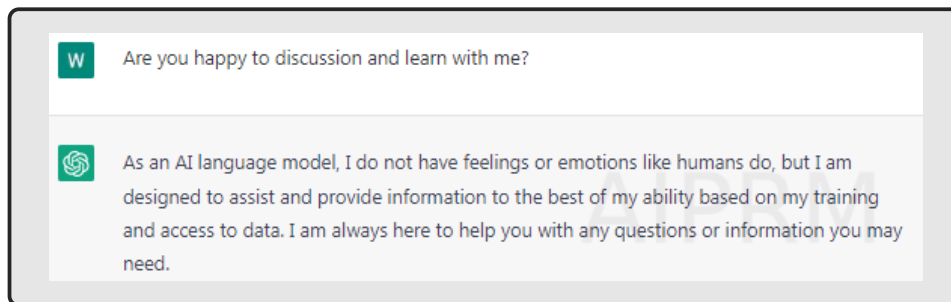 W
Are you happy to discussion and learn with me?
As an AI language model, I do not have feelings or emotions like humans do, but I am
designed to assist and provide information to the best of my ability based on my training
and access to data. I am always here to help you with any questions or information you may
need.
AIPRM